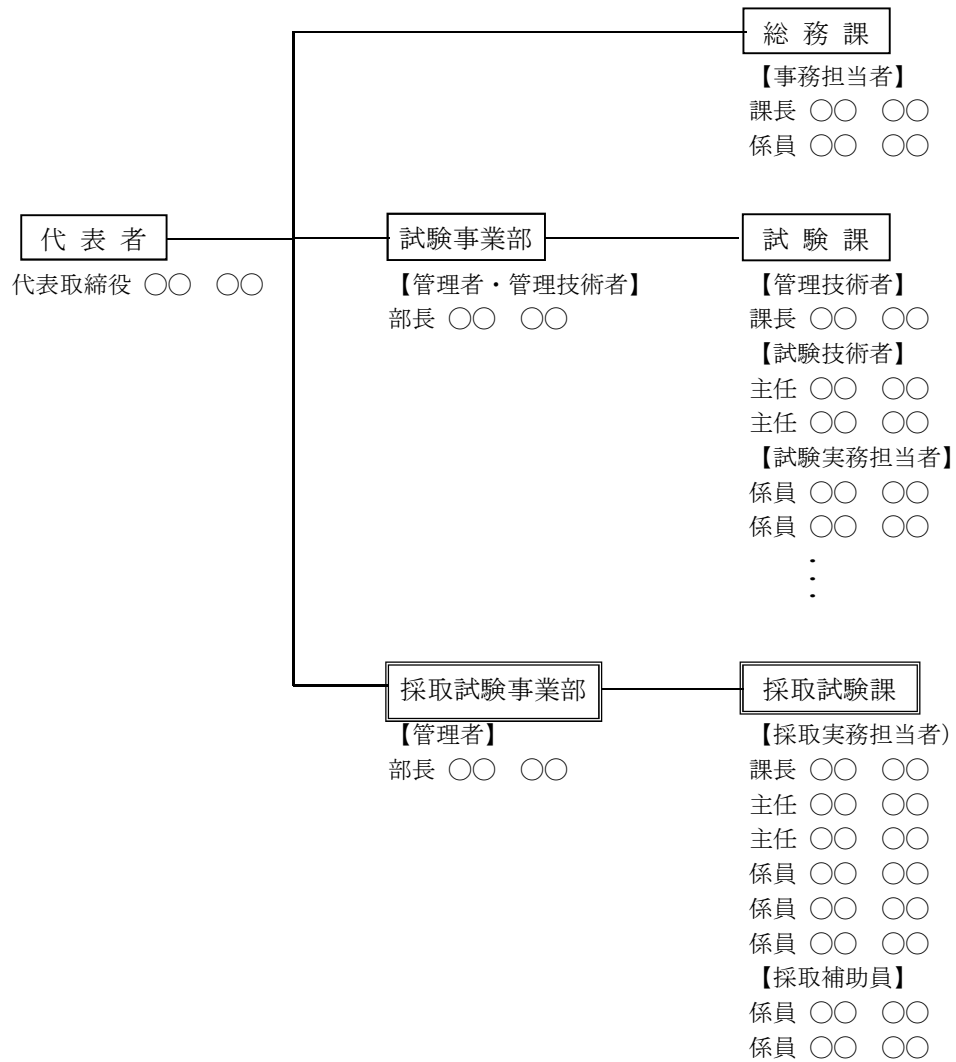 総務課
【事務担当者】
課長 ○○ ○○
係員 ○○ ○○
代表者
代表取締役 ○○ ○○
試験事業部
【管理者・管理技術者】
部長 ○○ ○○
試験課
【管理技術者】
課長 ○○ ○○
【試験技術者】
主任 ○○ ○○
主任 ○○ ○○
【試験実務担当者】
係員 ○○ ○○
係員 ○○ ○○
⋮
採取試験事業部
【管理者】
部長 ○○ ○○
採取試験課
【採取実務担当者）
課長 ○○ ○○
主任 ○○ ○○
主任 ○○ ○○
係員 ○○ ○○
係員 ○○ ○○
係員 ○○ ○○
【採取補助員】
係員 ○○ ○○
係員 ○○ ○○